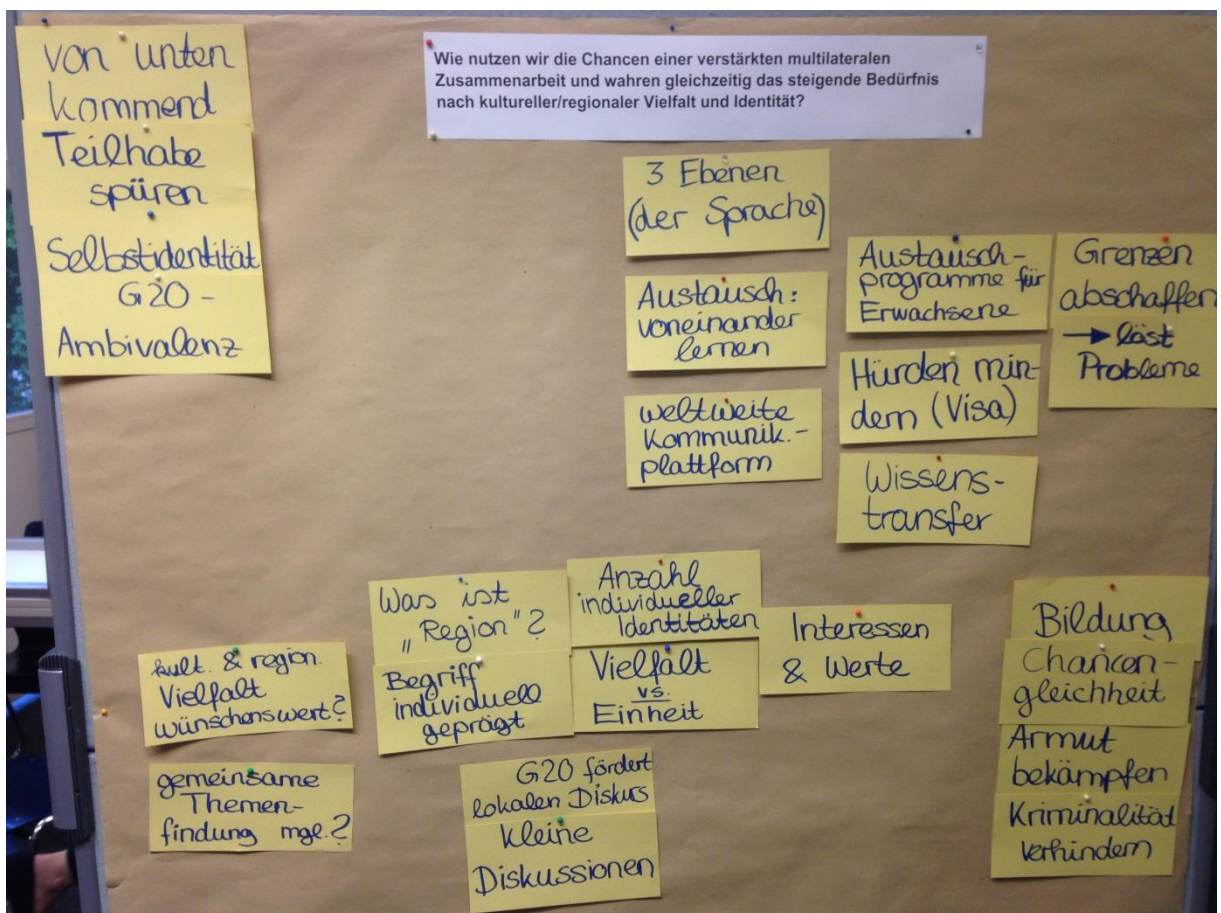 Wie nutzen wir die Chancen einer verstärkten multilateralen
Zusammenarbeit und wahren gleichzeitig das steigende Bedürfnis
nach kultureller/regionaler Vielfalt und Identität?
von unten
kommend
Teilhabe
spüren
Selbstidentität
G20 -
Ambivalenz
3 Ebenen
(der Sprache)
Austausch:
voneinander
lernen
weltweite
Kommunik.-
plattform
Austausch-
programme für
Erwachsene
Hürden min-
dern (Visa)
Wissens-
transfer
Grenzen
abschaffen
→ löst
Probleme
kult. & region.
Vielfalt
wünschenswert?
gemeinsame
Themen-
findung mgl.?
Was ist
„Region"?
Begriff
individuell
geprägt
Anzahl
individueller
Identitäten
Vielfalt
vs.
Einheit
Interessen
& Werte
G20 fördert
lokalen Diskurs
kleine
Diskussionen
Bildung
Chancen-
gleichheit
Armut
bekämpfen
Kriminalität
verhindern